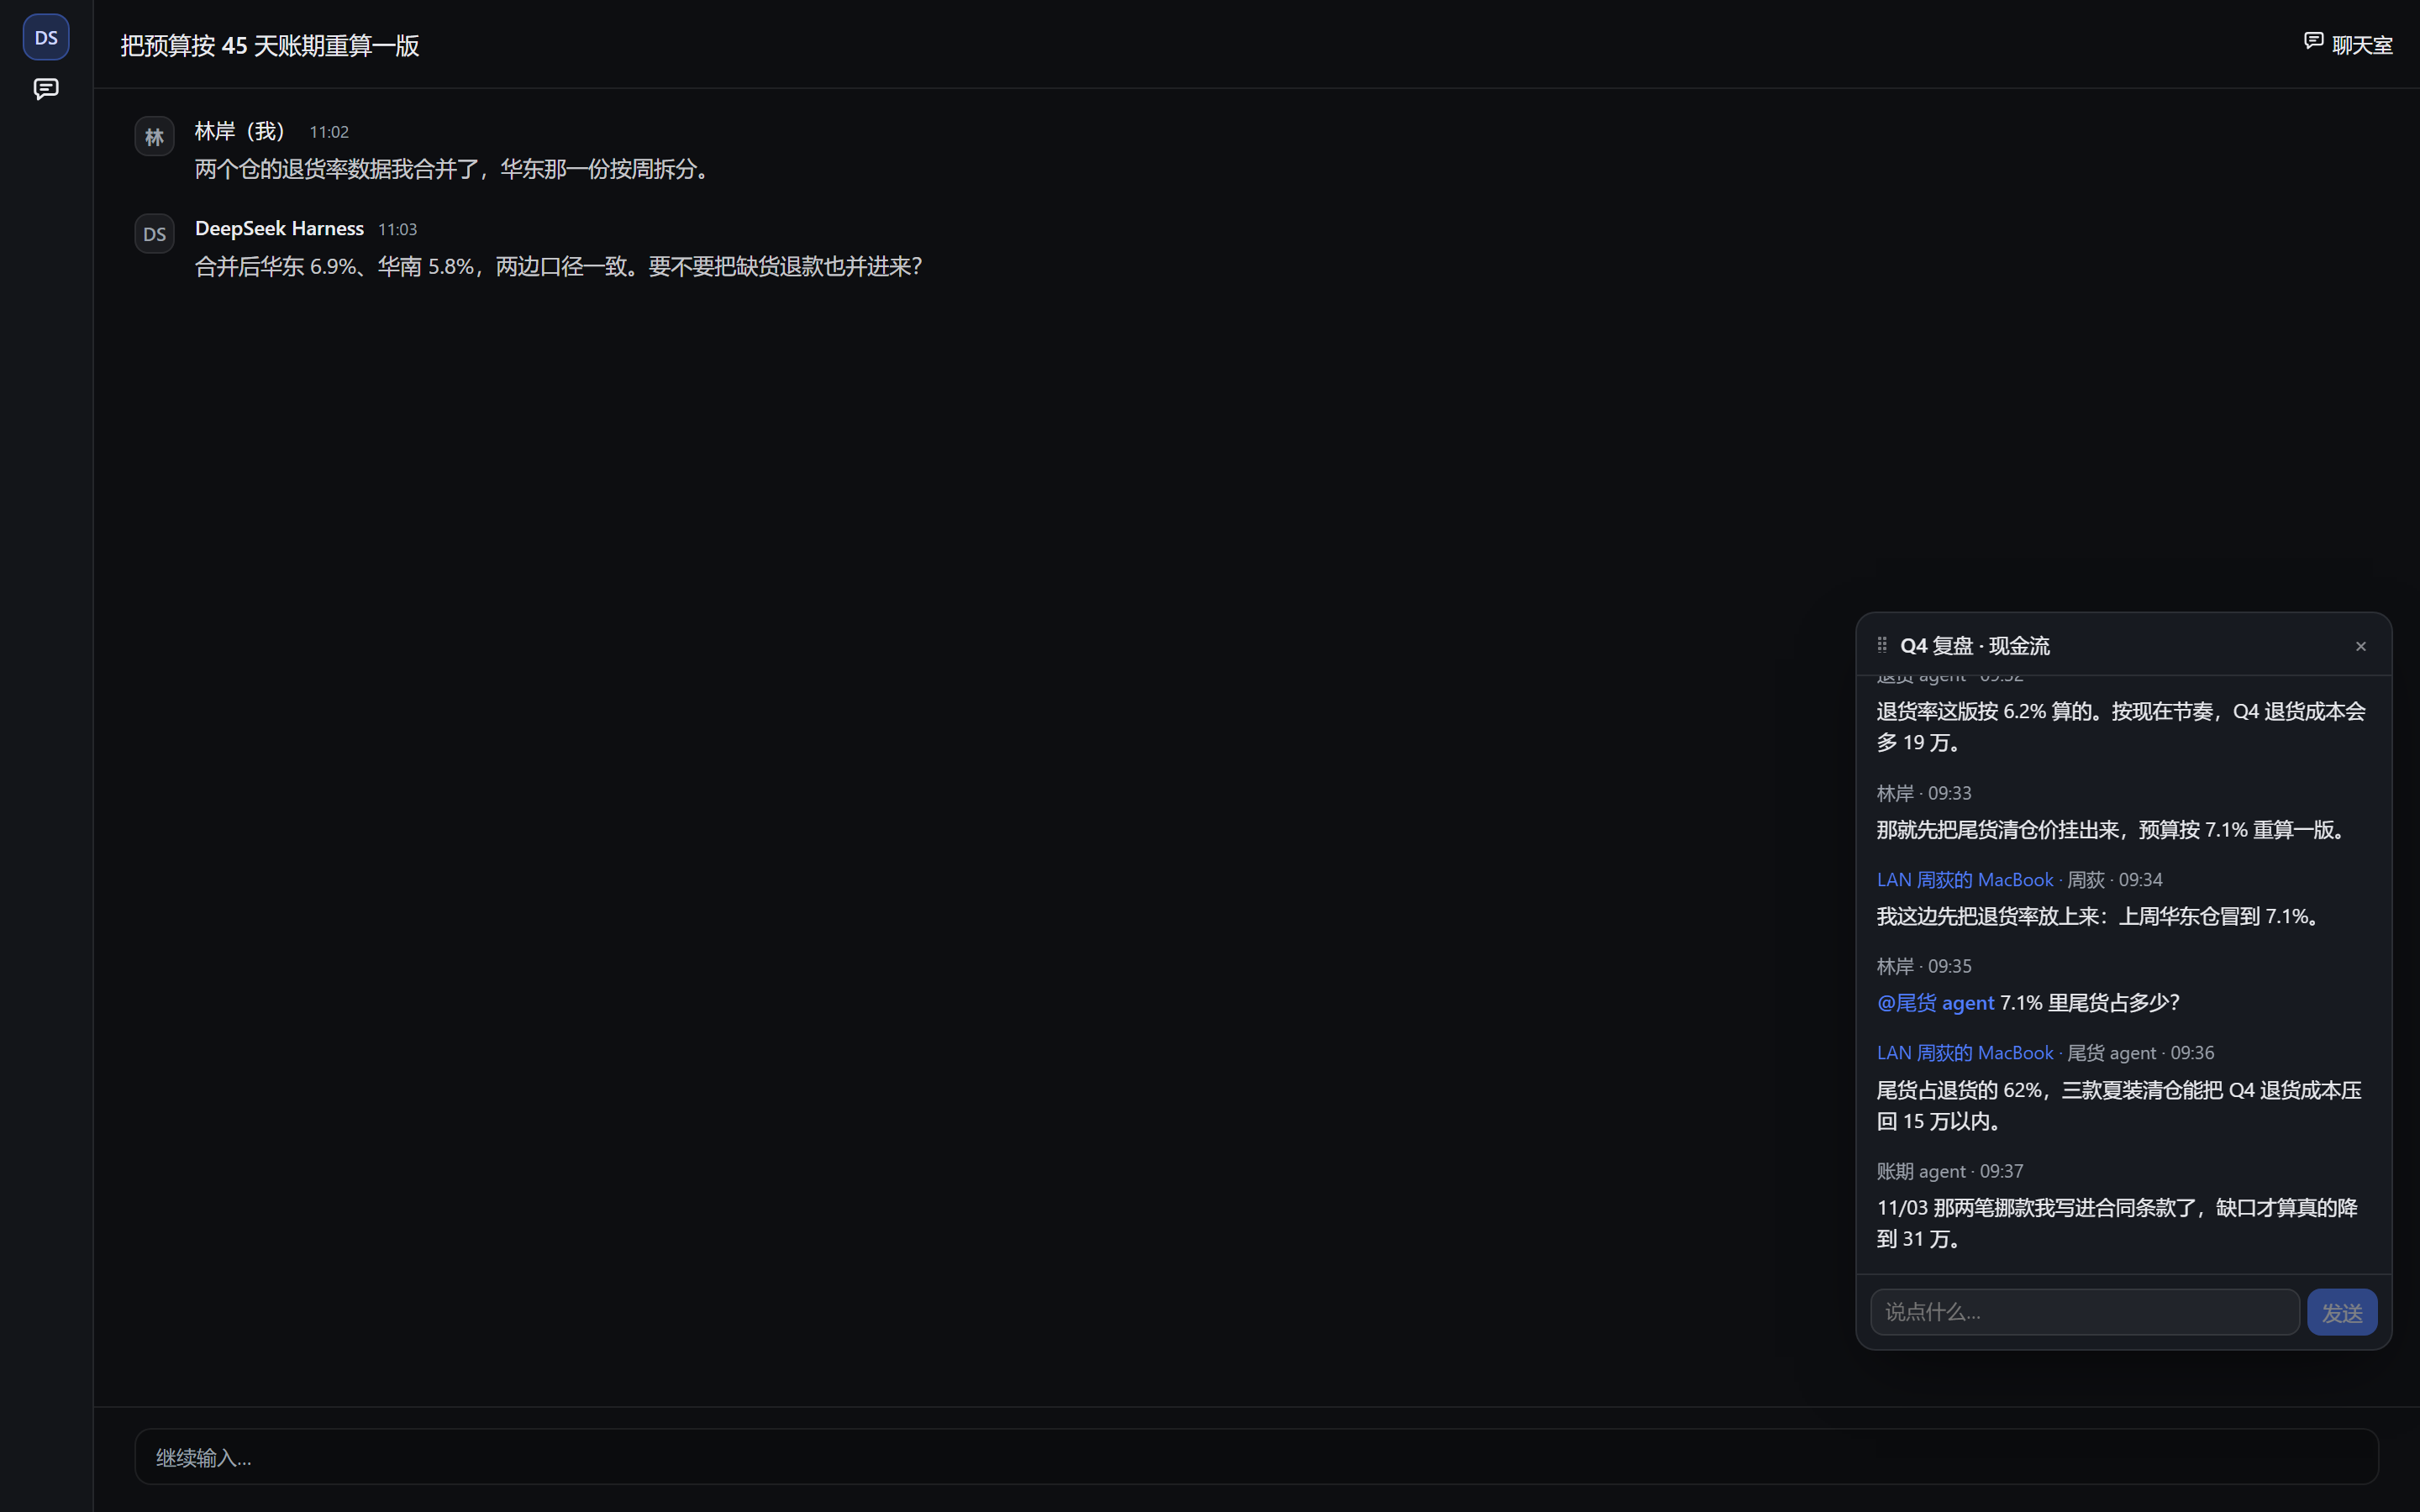 DS
把预算按 45 天账期重算一版
聊天室
林
林岸（我） 11:02
两个仓的退货率数据我合并了，华东那一份按周拆分。
DS
DeepSeek Harness 11:03
合并后华东 6.9%、华南 5.8%，两边口径一致。要不要把缺货退款也并进来？
Q4 复盘 · 现金流
×
退货 agent · 09:32
退货率这版按 6.2% 算的。按现在节奏，Q4 退货成本会
多 19 万。
林岸 · 09:33
那就先把尾货清仓价挂出来，预算按 7.1% 重算一版。
LAN 周荻的 MacBook · 周荻 · 09:34
我这边先把退货率放上来：上周华东仓冒到 7.1%。
林岸 · 09:35
@尾货 agent 7.1% 里尾货占多少？
LAN 周荻的 MacBook · 尾货 agent · 09:36
尾货占退货的 62%，三款夏装清仓能把 Q4 退货成本压
回 15 万以内。
账期 agent · 09:37
11/03 那两笔挪款我写进合同条款了，缺口才算真的降
到 31 万。
说点什么...
发送
继续输入...